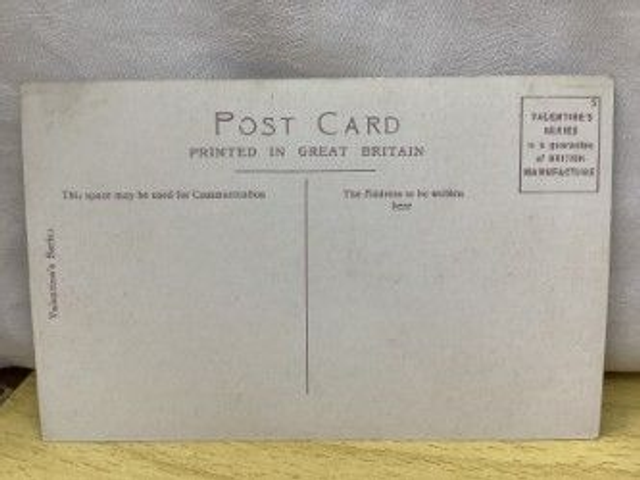 POST CARD
PRINTED IN GREAT BRITAIN
S
VALENTINE'S
SERIES
is a guarantee
of BRITISH
MANUFACTURE
This space may be used for Communication
The Address to be written
here
Valentine's Series